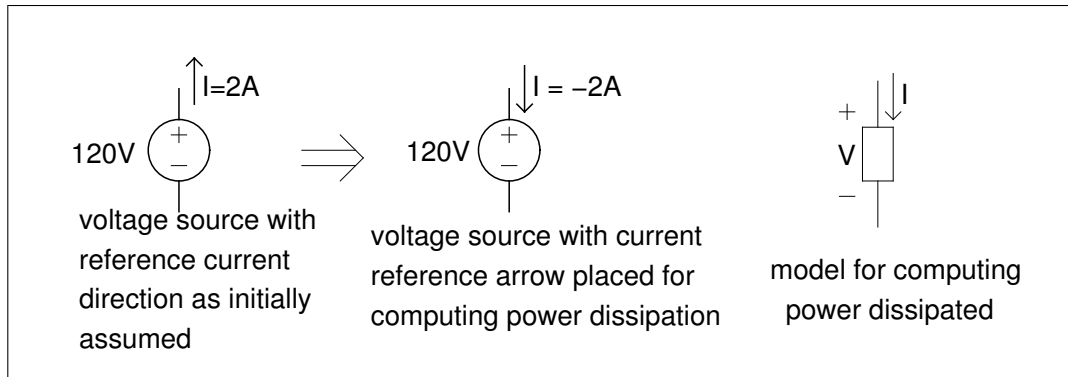 I=2A
+
120V
−
voltage source with
reference current
direction as initially
assumed
I = −2A
+
120V
−
voltage source with current
reference arrow placed for
computing power dissipation
I
+
V
−
model for computing
power dissipated